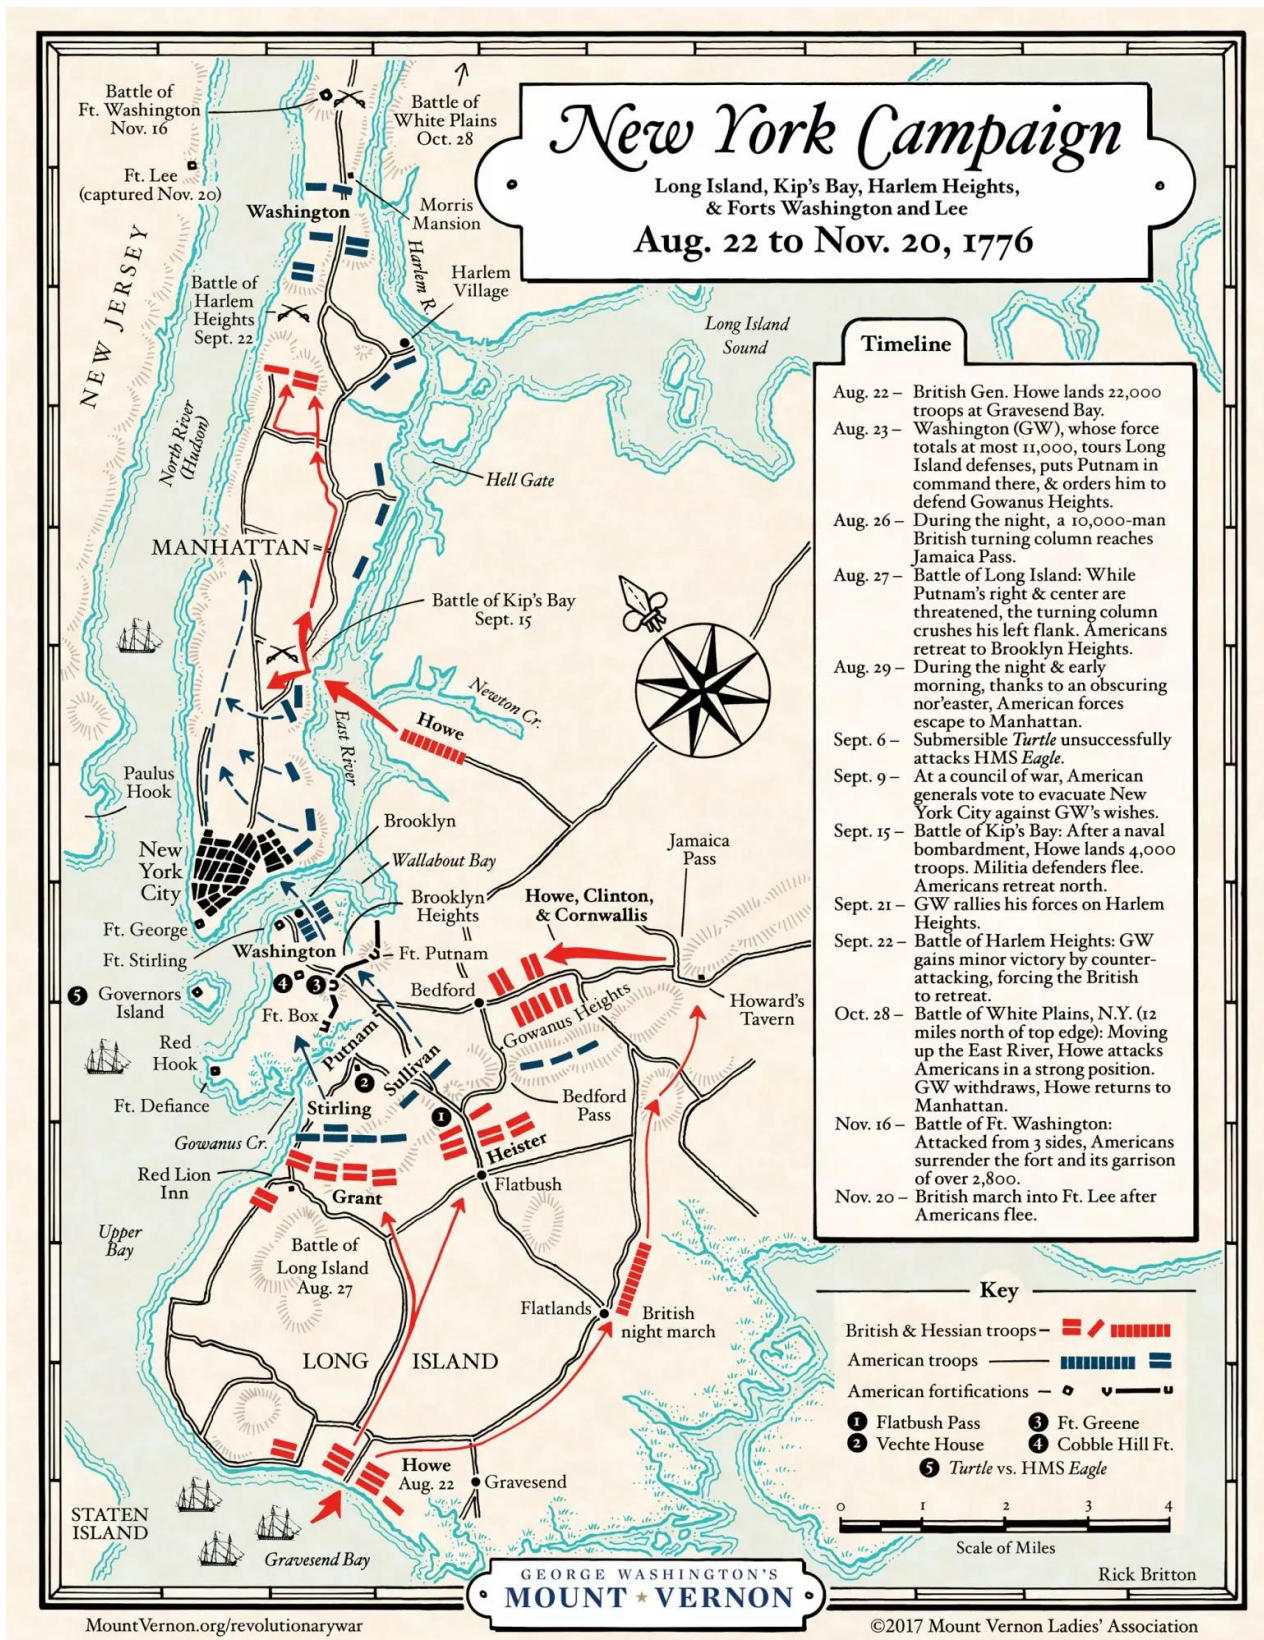 New York Campaign
Long Island, Kip's Bay, Harlem Heights,
& Forts Washington and Lee
Aug. 22 to Nov. 20, 1776
Battle of
Ft. Washington
Nov. 16
Battle of
White Plains
Oct. 28
Ft. Lee
(captured Nov. 20)
Washington
Morris
Mansion
Harlem R.
Harlem
Village
Battle of
Harlem
Heights
Sept. 22
NEW JERSEY
North River
(Hudson)
Long Island
Sound
Hell Gate
MANHATTAN
Battle of Kip's Bay
Sept. 15
Newton Cr.
Howe
East River
Paulus
Hook
New
York
City
Brooklyn
Wallabout Bay
Jamaica
Pass
Brooklyn
Heights
Howe, Clinton,
& Cornwallis
Ft. George
Ft. Stirling
Washington
Ft. Putnam
5
Governors
Island
4
3
Ft. Box
Bedford
Gowanus Heights
Howard's
Tavern
Red
Hook
Putnam
Sullivan
2
Ft. Defiance
Stirling
1
Bedford
Pass
Gowanus Cr.
Heister
Red Lion
Inn
Grant
Flatbush
Upper
Bay
Battle of
Long Island
Aug. 27
Flatlands
British
night march
LONG ISLAND
Howe
Aug. 22
Gravesend
STATEN
ISLAND
Gravesend Bay
Timeline
Aug. 22 – British Gen. Howe lands 22,000
troops at Gravesend Bay.
Aug. 23 – Washington (GW), whose force
totals at most 11,000, tours Long
Island defenses, puts Putnam in
command there, & orders him to
defend Gowanus Heights.
Aug. 26 – During the night, a 10,000-man
British turning column reaches
Jamaica Pass.
Aug. 27 – Battle of Long Island: While
Putnam's right & center are
threatened, the turning column
crushes his left flank. Americans
retreat to Brooklyn Heights.
Aug. 29 – During the night & early
morning, thanks to an obscuring
nor'easter, American forces
escape to Manhattan.
Sept. 6 – Submersible Turtle unsuccessfully
attacks HMS Eagle.
Sept. 9 – At a council of war, American
generals vote to evacuate New
York City against GW's wishes.
Sept. 15 – Battle of Kip's Bay: After a naval
bombardment, Howe lands 4,000
troops. Militia defenders flee.
Americans retreat north.
Sept. 21 – GW rallies his forces on Harlem
Heights.
Sept. 22 – Battle of Harlem Heights: GW
gains minor victory by counter-
attacking, forcing the British
to retreat.
Oct. 28 – Battle of White Plains, N.Y. (12
miles north of top edge): Moving
up the East River, Howe attacks
Americans in a strong position.
GW withdraws, Howe returns to
Manhattan.
Nov. 16 – Battle of Ft. Washington:
Attacked from 3 sides, Americans
surrender the fort and its garrison
of over 2,800.
Nov. 20 – British march into Ft. Lee after
Americans flee.
Key
British & Hessian troops
American troops
American fortifications
1 Flatbush Pass
3 Ft. Greene
2 Vechte House
4 Cobble Hill Ft.
5 Turtle vs. HMS Eagle
0 1 2 3 4
Scale of Miles
Rick Britton
GEORGE WASHINGTON'S
MOUNT VERNON
MountVernon.org/revolutionarywar
©2017 Mount Vernon Ladies' Association